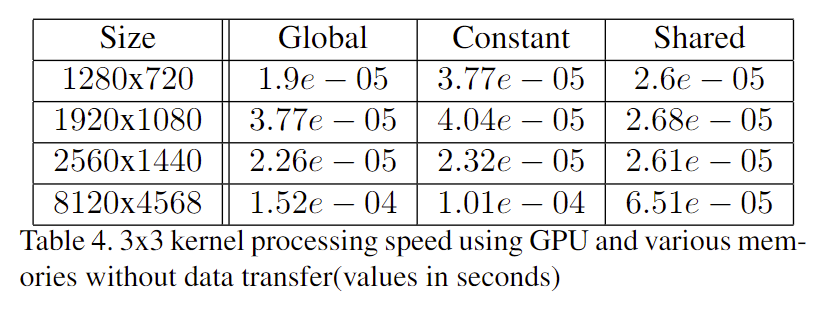 Size Global Constant Shared
1280x720 1.9e − 05 3.77e − 05 2.6e − 05
1920x1080 3.77e − 05 4.04e − 05 2.68e − 05
2560x1440 2.26e − 05 2.32e − 05 2.61e − 05
8120x4568 1.52e − 04 1.01e − 04 6.51e − 05
Table 4. 3x3 kernel processing speed using GPU and various mem-
ories without data transfer(values in seconds)